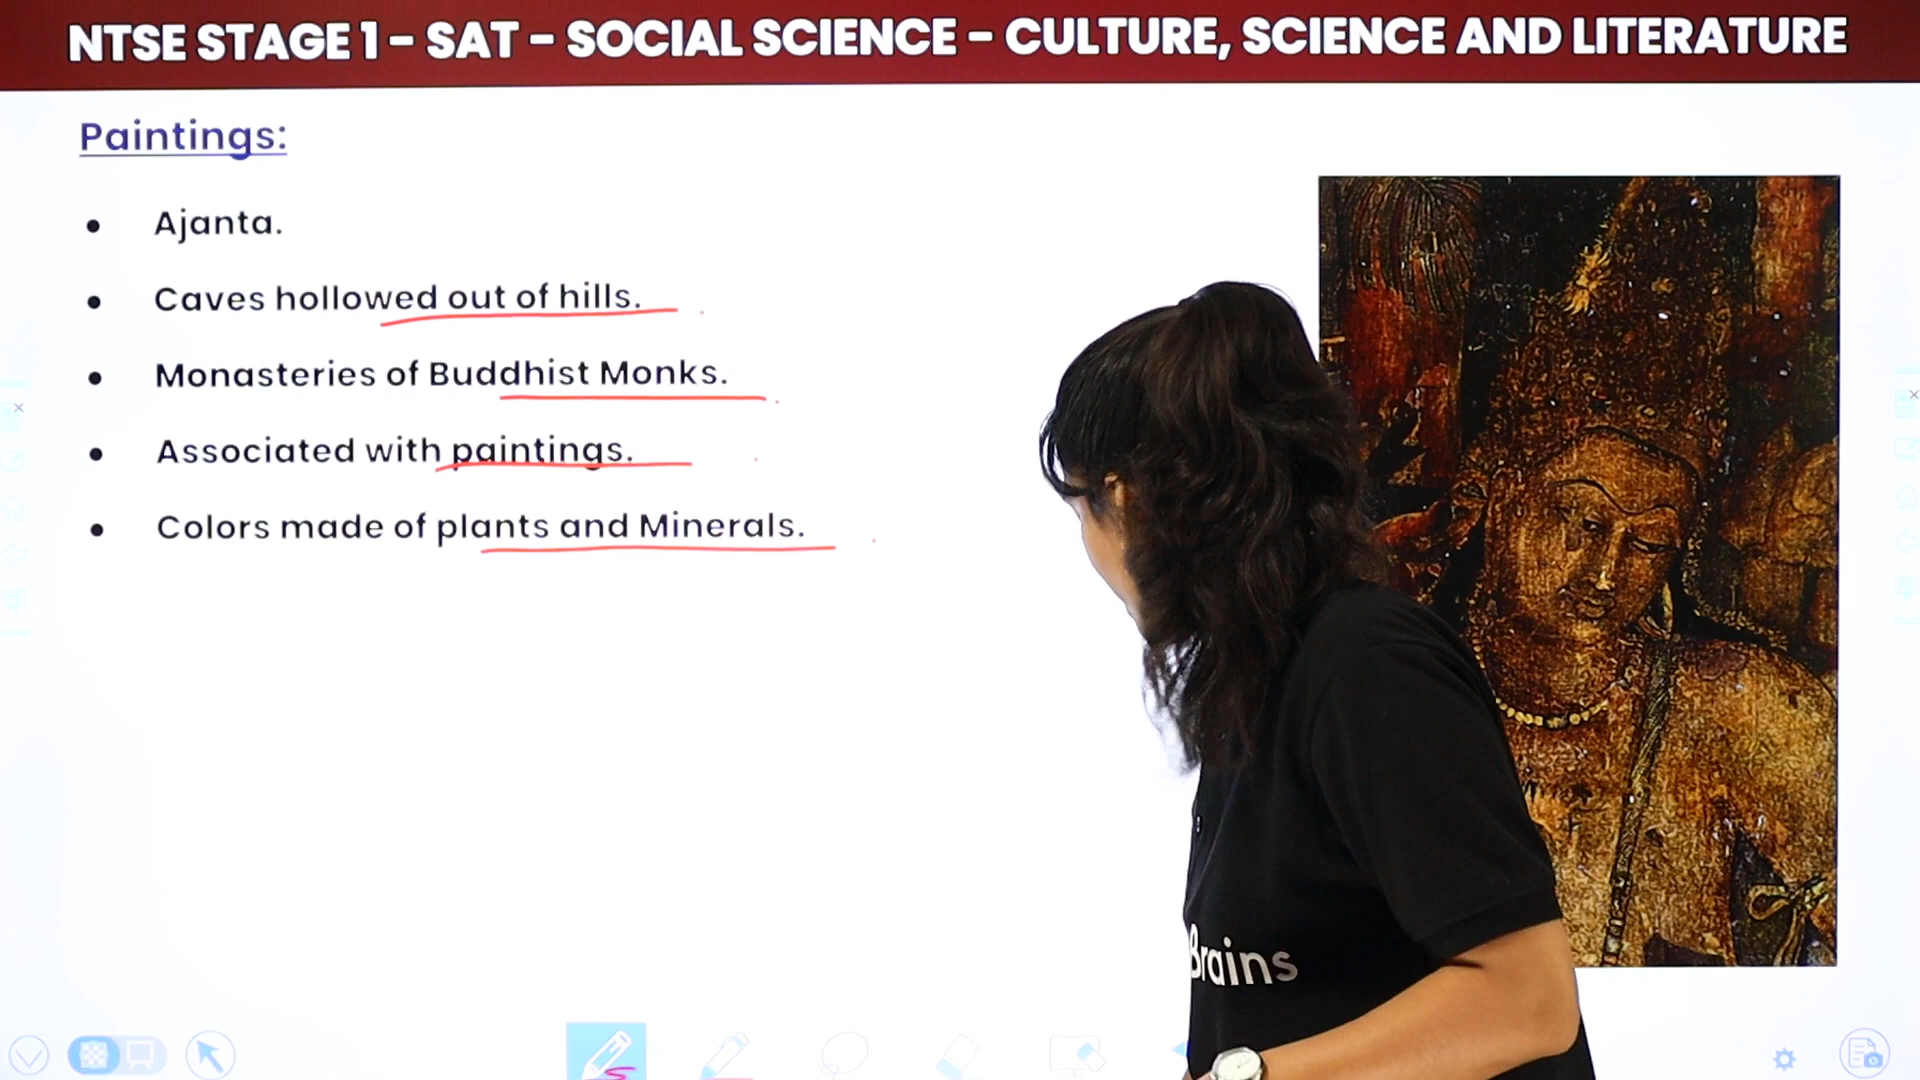 NTSE STAGE 1 - SAT - SOCIAL SCIENCE - CULTURE, SCIENCE AND LITERATURE
Paintings:
• Ajanta.
• Caves hollowed out of hills.
• Monasteries of Buddhist Monks.
• Associated with paintings.
• Colors made of plants and Minerals.
Brains